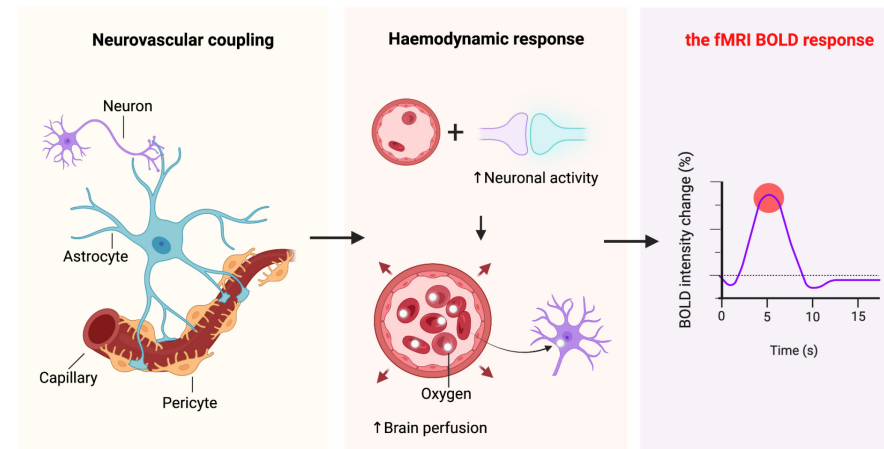 Neurovascular coupling
Neuron
Astrocyte
Capillary
Pericyte
Haemodynamic response
+
↑Neuronal activity
Oxygen
↑Brain perfusion
the fMRI BOLD response
BOLD intensity change (%)
0 5 10 15
Time (s)